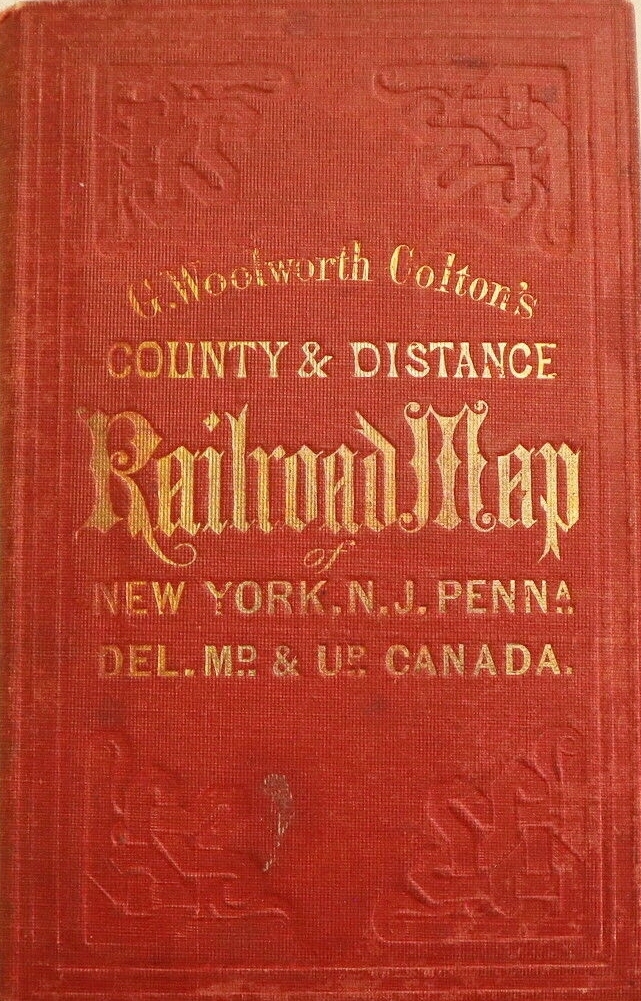 G. Woolworth Colton's
COUNTY & DISTANCE
Railroad Map
of
NEW YORK, N.J. PENNA
DEL. MD. & UP. CANADA.